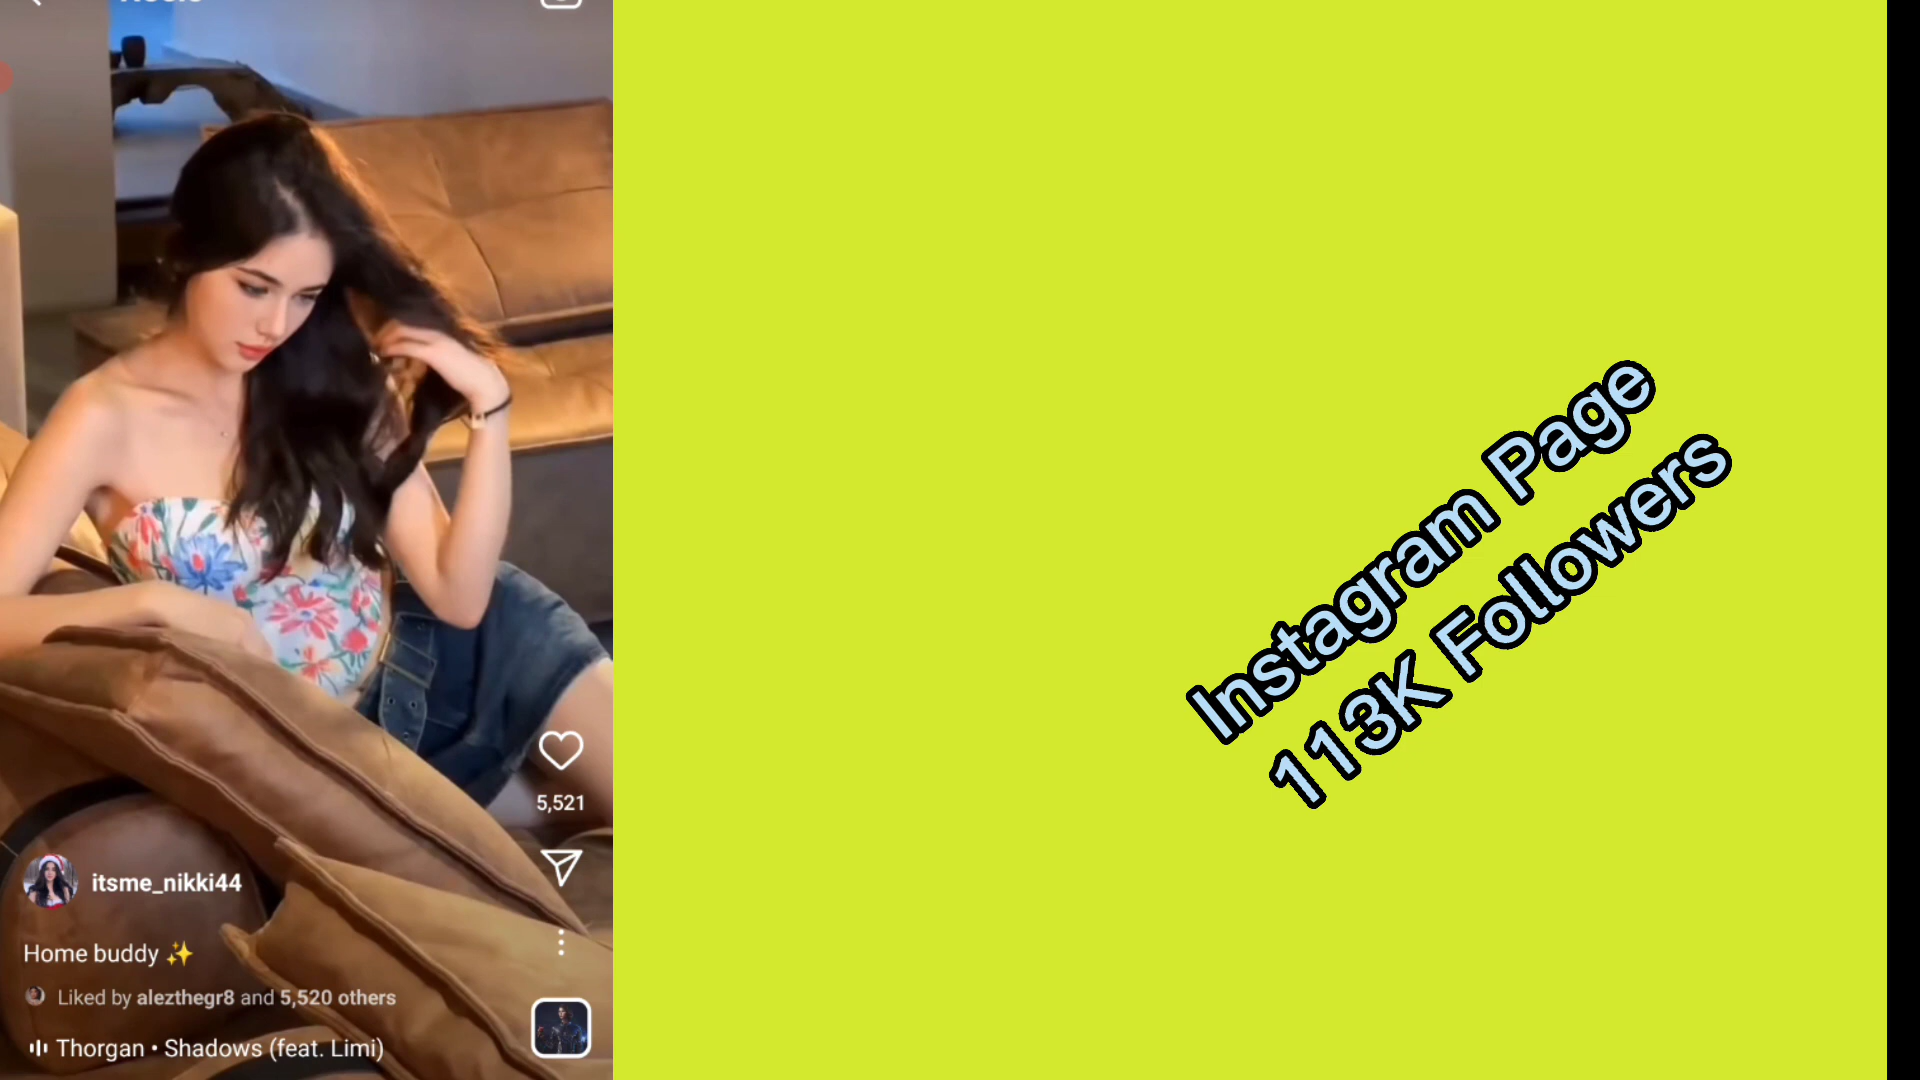 5,521
itsme_nikki44
Home buddy ✨
Liked by alezthegr8 and 5,520 others
Thorgan • Shadows (feat. Limi)
Instagram Page
113K Followers